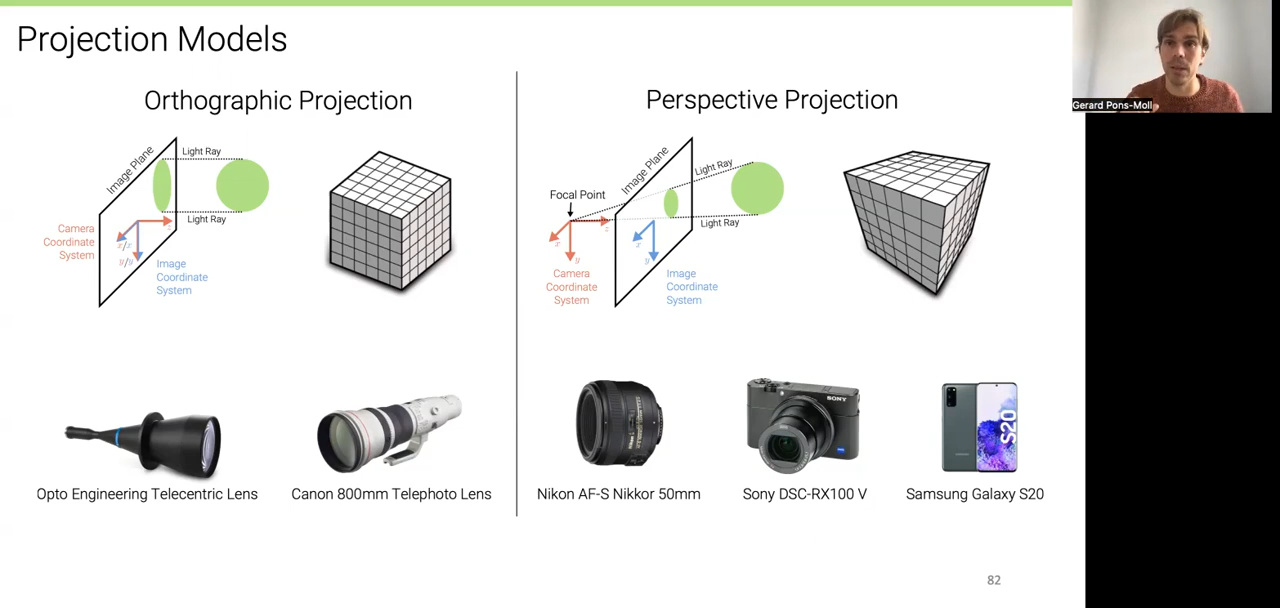 Projection Models
Gerard Pons-Moll
Orthographic Projection
Image Plane
Light Ray
Light Ray
z
x/x
y/y
Camera
Coordinate
System
Image
Coordinate
System
Perspective Projection
Focal Point
Image Plane
Light Ray
Light Ray
z
x
y
x
y
Camera
Coordinate
System
Image
Coordinate
System
SONY
S20
Opto Engineering Telecentric Lens
Canon 800mm Telephoto Lens
Nikon AF-S Nikkor 50mm
Sony DSC-RX100 V
Samsung Galaxy S20
82